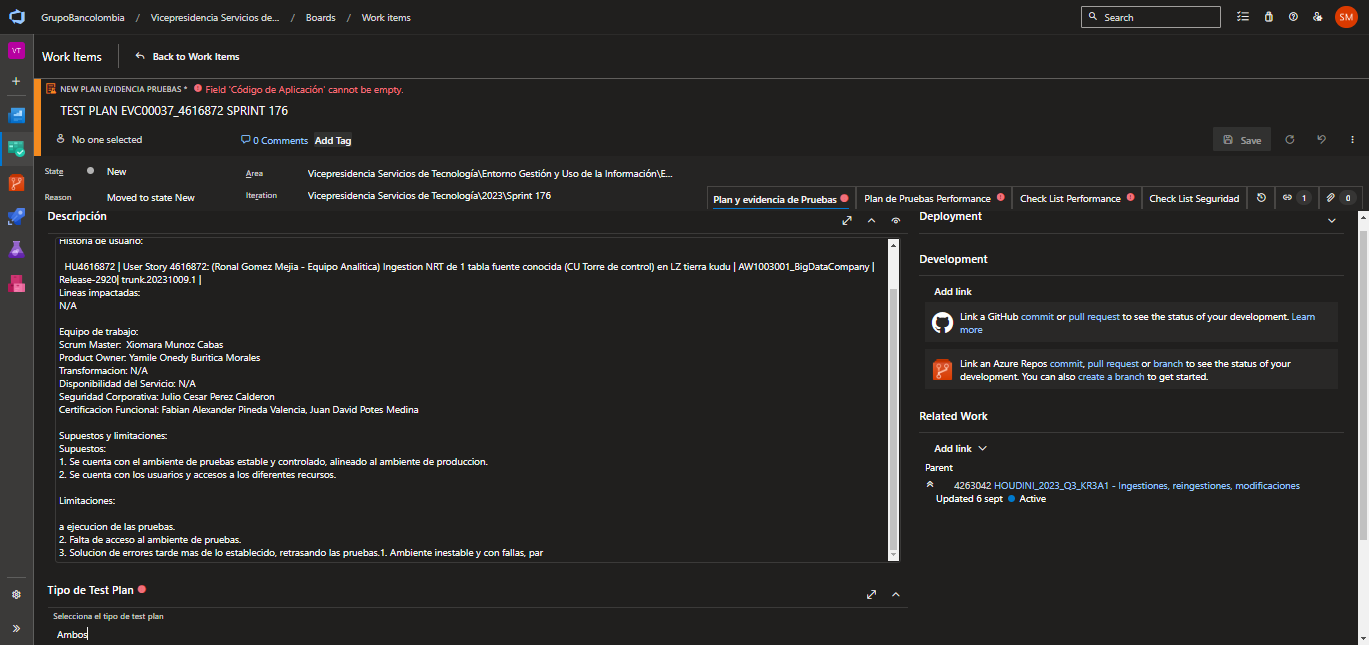 GrupoBancolombia / Vicepresidencia Servicios de... / Boards / Work items
Search
SM
VT
Work Items
Back to Work Items
NEW PLAN EVIDENCIA PRUEBAS *
Field 'Código de Aplicación' cannot be empty.
TEST PLAN EVC00037_4616872 SPRINT 176
No one selected
0 Comments
Add Tag
Save
State
New
Area
Vicepresidencia Servicios de Tecnología\Entorno Gestión y Uso de la Información\E...
Reason
Moved to state New
Iteration
Vicepresidencia Servicios de Tecnología\2023\Sprint 176
Plan y evidencia de Pruebas
Plan de Pruebas Performance
Check List Performance
Check List Seguridad
1
0
Descripción
Historia de usuario:
HU4616872 | User Story 4616872: (Ronal Gomez Mejia - Equipo Analitica) Ingestion NRT de 1 tabla fuente conocida (CU Torre de control) en LZ tierra kudu | AW1003001_BigDataCompany |
Release-2920| trunk.20231009.1 |
Lineas impactadas:
N/A
Equipo de trabajo:
Scrum Master:  Xiomara Munoz Cabas
Product Owner: Yamile Onedy Buritica Morales
Transformacion: N/A
Disponibilidad del Servicio: N/A
Seguridad Corporativa: Julio Cesar Perez Calderon
Certificacion Funcional: Fabian Alexander Pineda Valencia, Juan David Potes Medina
Supuestos y limitaciones:
Supuestos:
1. Se cuenta con el ambiente de pruebas estable y controlado, alineado al ambiente de produccion.
2. Se cuenta con los usuarios y accesos a los diferentes recursos.
Limitaciones:
a ejecucion de las pruebas.
2. Falta de acceso al ambiente de pruebas.
3. Solucion de errores tarde mas de lo establecido, retrasando las pruebas.1. Ambiente inestable y con fallas, par
Tipo de Test Plan
Selecciona el tipo de test plan
Ambos
Deployment
Development
Add link
Link a GitHub commit or pull request to see the status of your development. Learn
more
Link an Azure Repos commit, pull request or branch to see the status of your
development. You can also create a branch to get started.
Related Work
Add link
Parent
4263042 HOUDINI_2023_Q3_KR3A1 - Ingestiones, reingestiones, modificaciones
Updated 6 sept
Active